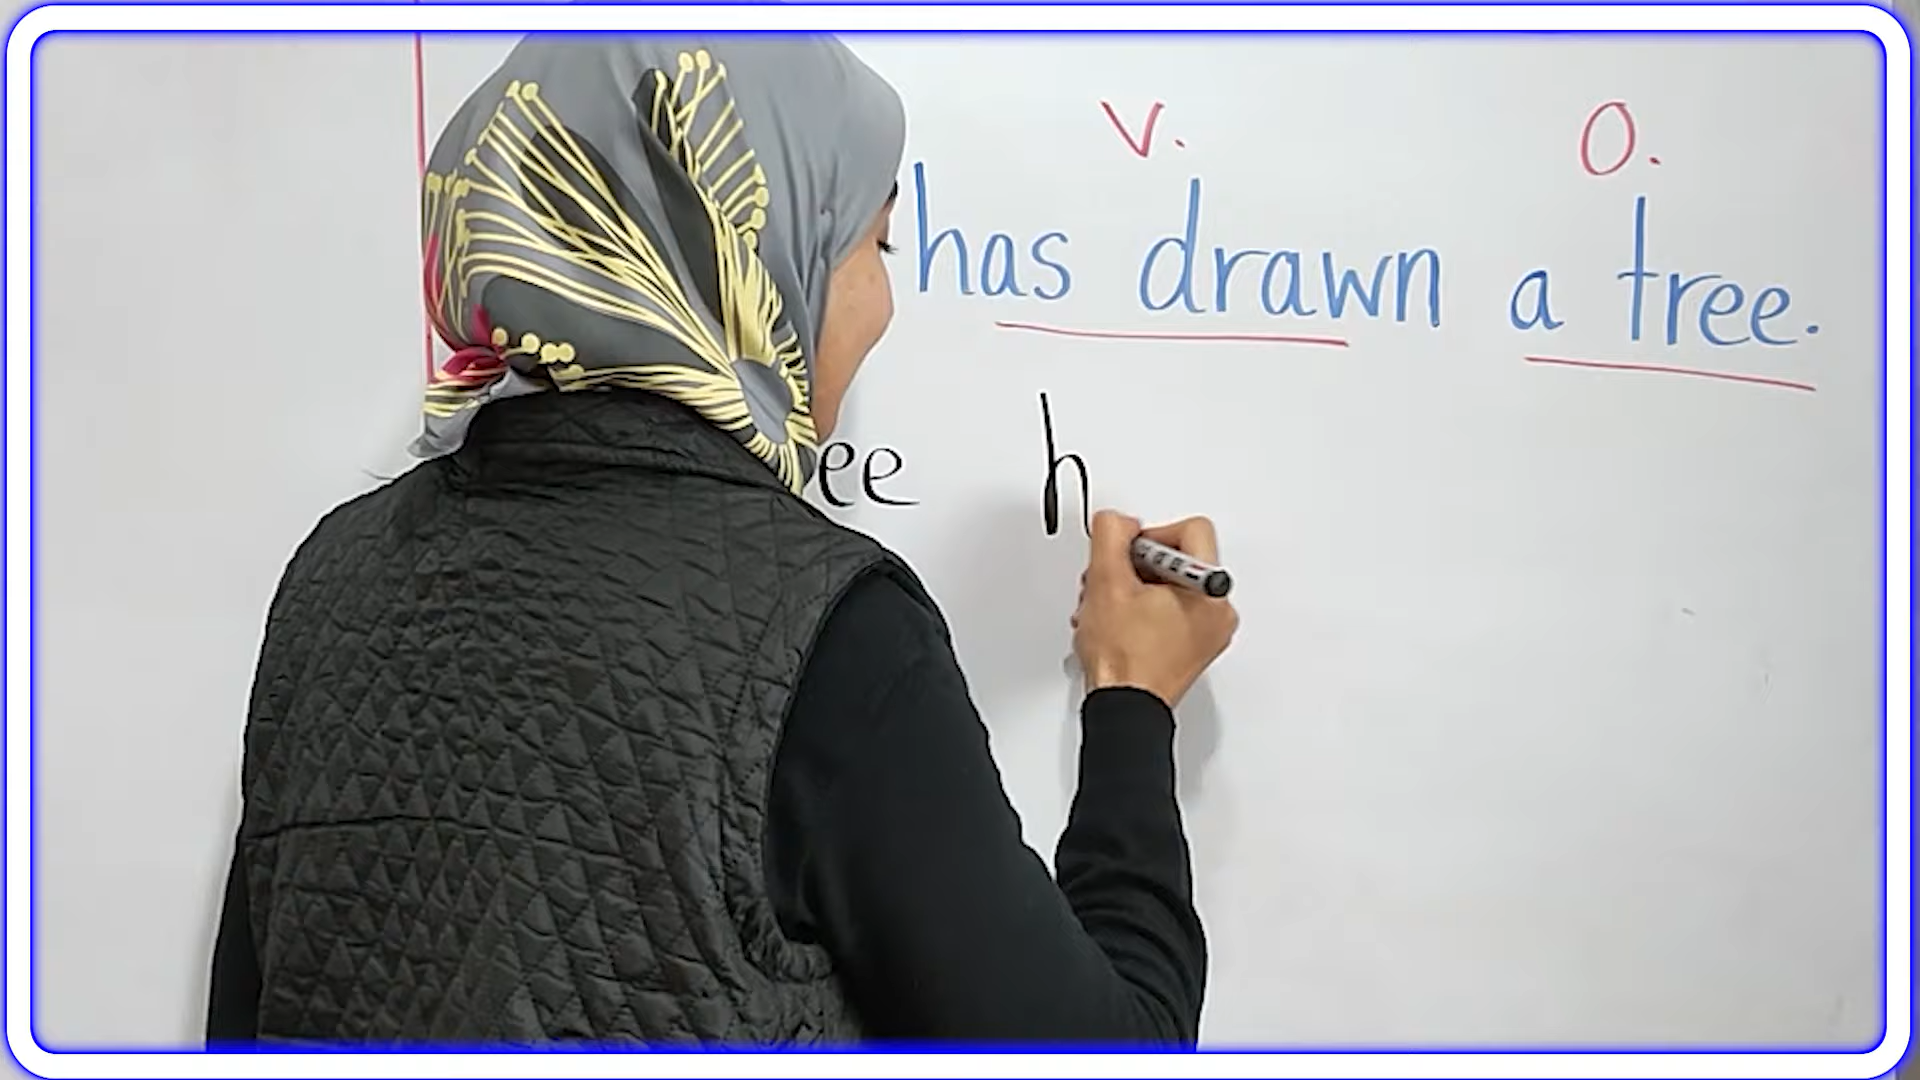 V. O.
has drawn a tree.
ee h